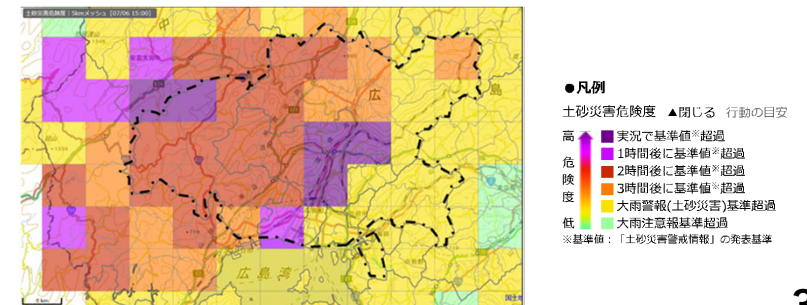 土砂災害危険度 | 5kmメッシュ [07/06 15:00]
中
広
島
広島湾
0 km
国土地
●凡例
土砂災害危険度 ▲閉じる 行動の目安
高
危
険
度
低
実況で基準値※超過
1時間後に基準値※超過
2時間後に基準値※超過
3時間後に基準値※超過
大雨警報(土砂災害)基準超過
大雨注意報基準超過
※基準値:「土砂災害警戒情報」の発表基準